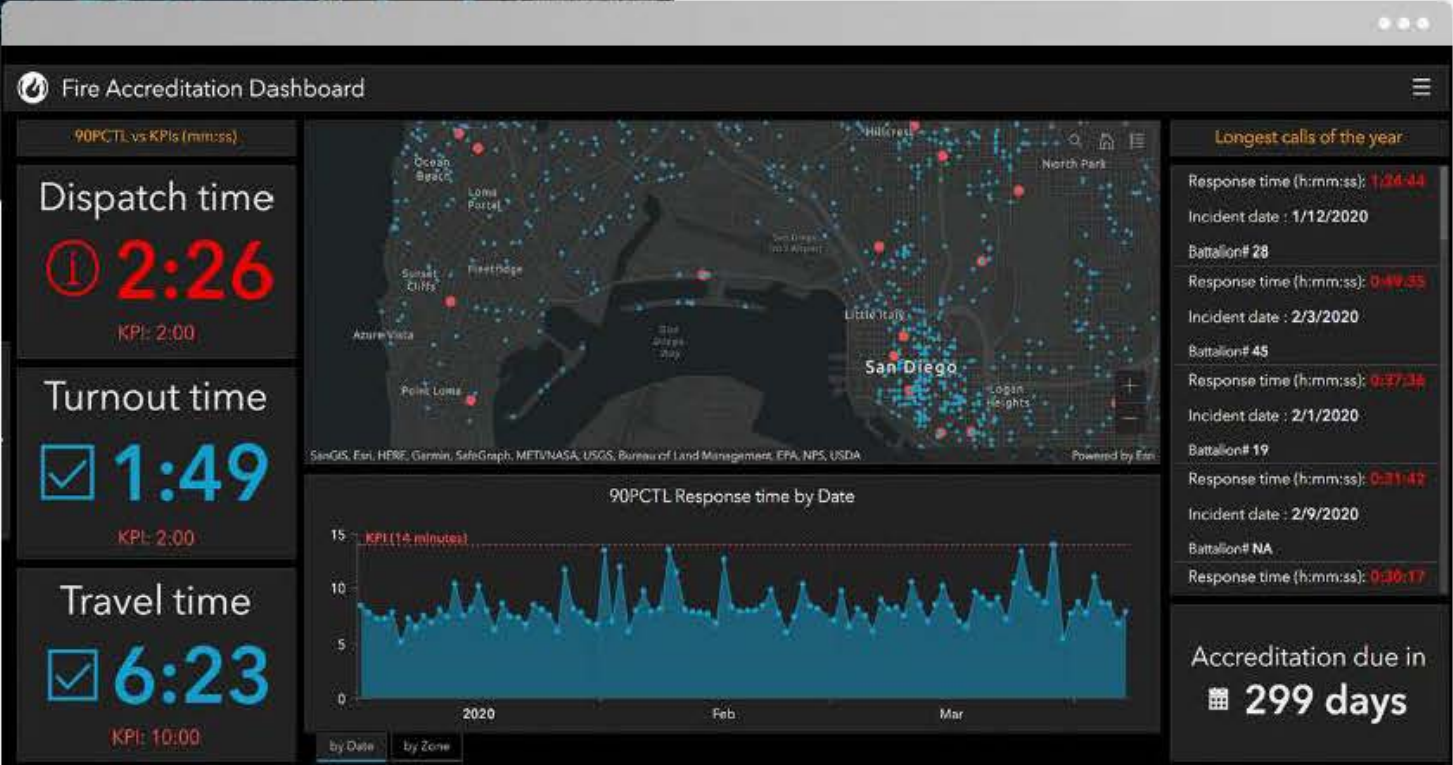 Fire Accreditation Dashboard
90PCTL vs KPIs (mm:ss)
Dispatch time
2:26
KPI: 2:00
Turnout time
1:49
KPI: 2:00
Travel time
6:23
KPI: 10:00
Hillcrest
North Park
Ocean
Beach
Loma
Portal
San Diego
Int'l Airport
Sunset
Cliffs
Fleetridge
Azure Vista
Little Italy
San
Diego
Bay
San Diego
Point Loma
Logan
Heights
+
−
SanGIS, Esri, HERE, Garmin, SafeGraph, METI/NASA, USGS, Bureau of Land Management, EPA, NPS, USDA
Powered by Esri
90PCTL Response time by Date
15
KPI (14 minutes)
10
5
0
2020
Feb
Mar
by Date
by Zone
Longest calls of the year
Response time (h:mm:ss): 1:24:44
Incident date : 1/12/2020
Battalion# 28
Response time (h:mm:ss): 0:49:35
Incident date : 2/3/2020
Battalion# 45
Response time (h:mm:ss): 0:37:36
Incident date : 2/1/2020
Battalion# 19
Response time (h:mm:ss): 0:31:42
Incident date : 2/9/2020
Battalion# NA
Response time (h:mm:ss): 0:30:17
Accreditation due in
299 days